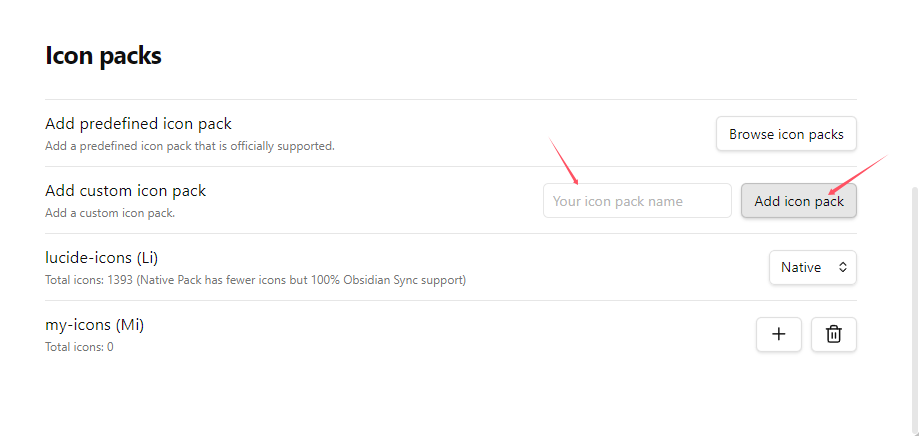 Icon packs
Add predefined icon pack
Add a predefined icon pack that is officially supported.
Browse icon packs
Add custom icon pack
Add a custom icon pack.
Your icon pack name
Add icon pack
lucide-icons (Li)
Total icons: 1393 (Native Pack has fewer icons but 100% Obsidian Sync support)
Native
my-icons (Mi)
Total icons: 0